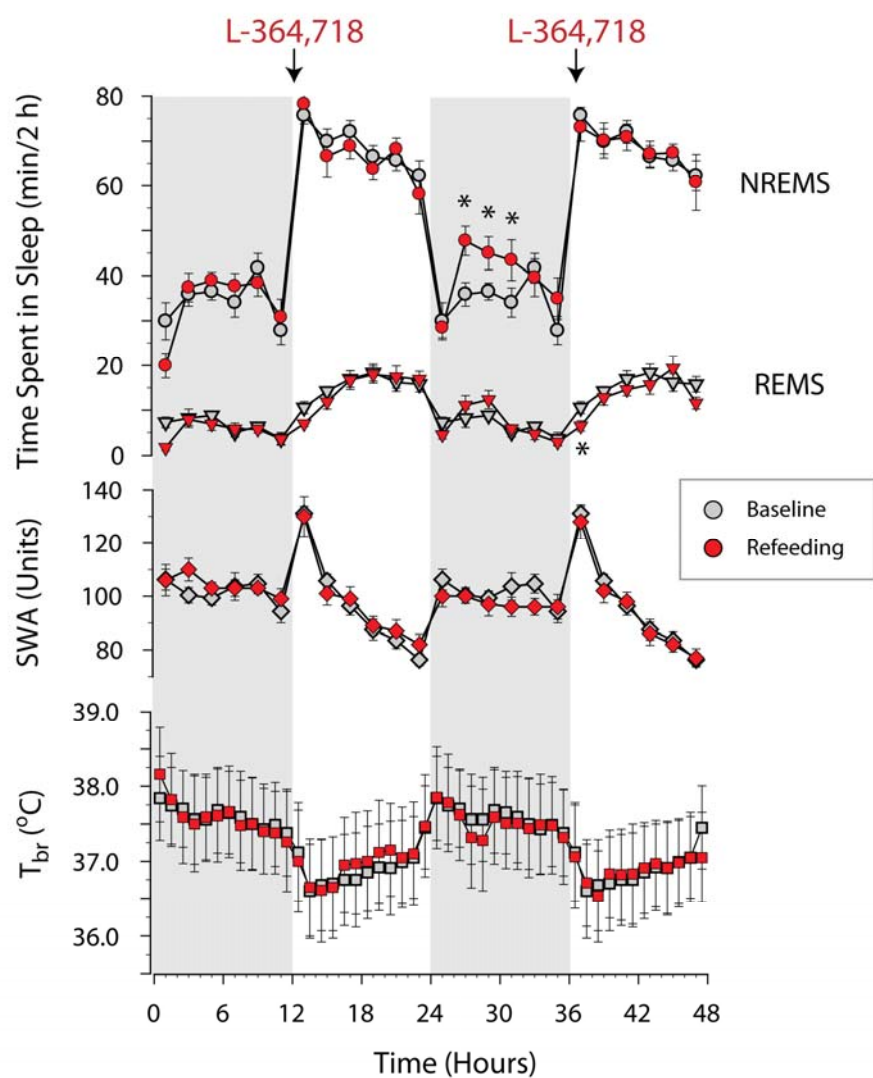 L-364,718 L-364,718
Time Spent in Sleep (min/2 h)
80
60
40
20
0
NREMS
* * *
REMS
*
Baseline
Refeeding
SWA (Units)
140
120
100
80
T_br (°C)
39.0
38.0
37.0
36.0
0 6 12 18 24 30 36 42 48
Time (Hours)